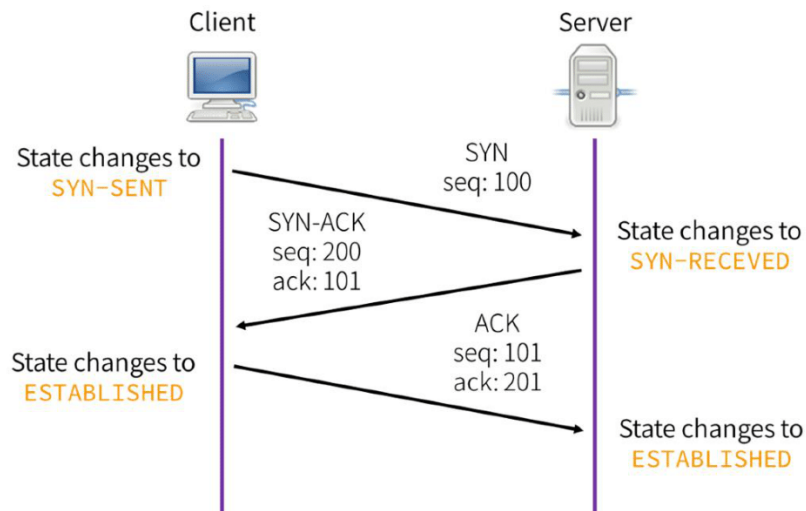 Client
Server
State changes to
SYN-SENT
SYN
seq: 100
SYN-ACK
seq: 200
ack: 101
State changes to
SYN-RECEVED
ACK
seq: 101
ack: 201
State changes to
ESTABLISHED
State changes to
ESTABLISHED